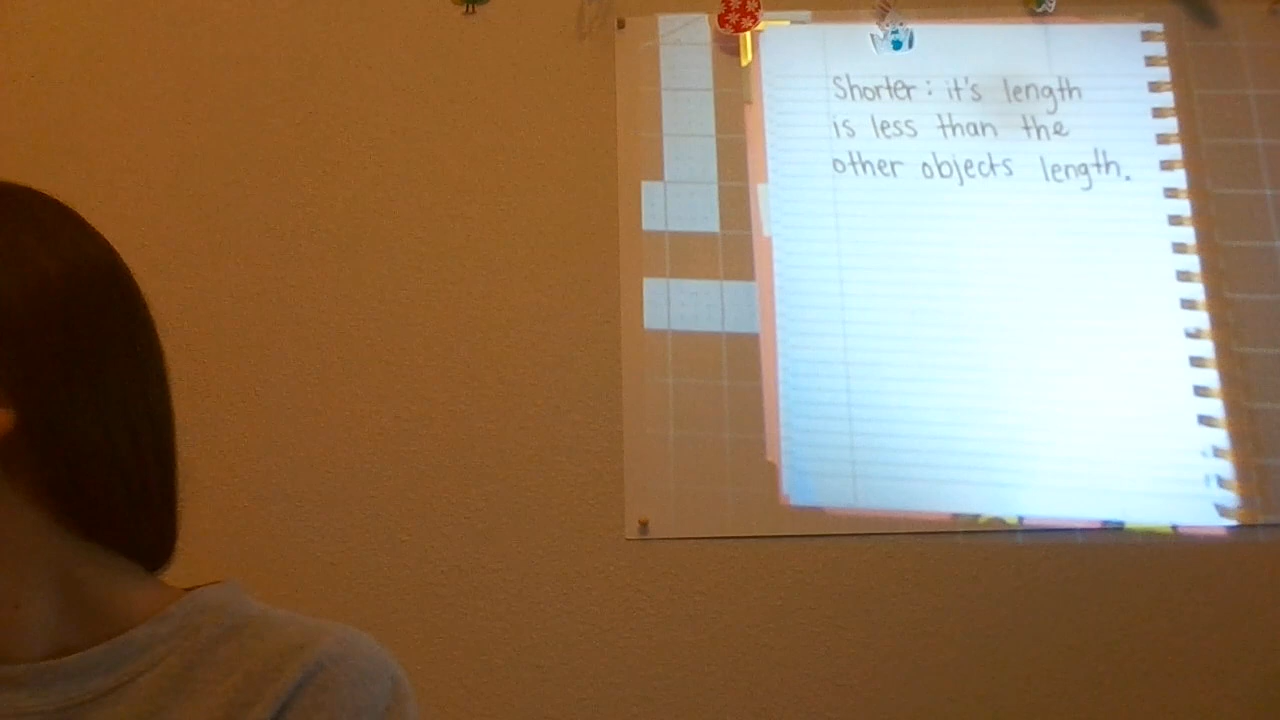 Shorter: it's length
is less than the
other objects length.